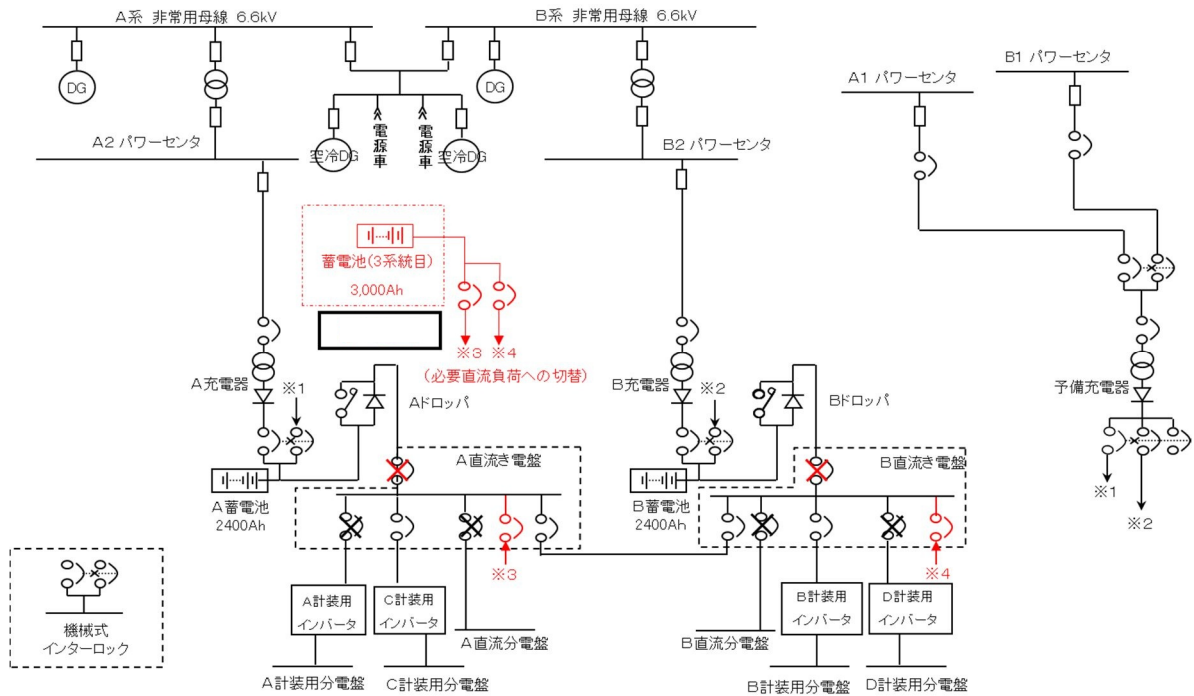 A系 非常用母線 6.6kV
B系 非常用母線 6.6kV
B1 パワーセンタ
A1 パワーセンタ
DG
DG
A2 パワーセンタ
空冷DG
電源車
電源車
空冷DG
B2 パワーセンタ
蓄電池(3系統目)
3,000Ah
※3
※4
(必要直流負荷への切替)
A充電器
※1
Aドロッパ
B充電器
※2
Bドロッパ
予備充電器
A直流き電盤
B直流き電盤
※1
※2
A蓄電池
2400Ah
B蓄電池
2400Ah
※3
※4
機械式
インターロック
A計装用
インバータ
C計装用
インバータ
A直流分電盤
B直流分電盤
B計装用
インバータ
D計装用
インバータ
A計装用分電盤
C計装用分電盤
B計装用分電盤
D計装用分電盤